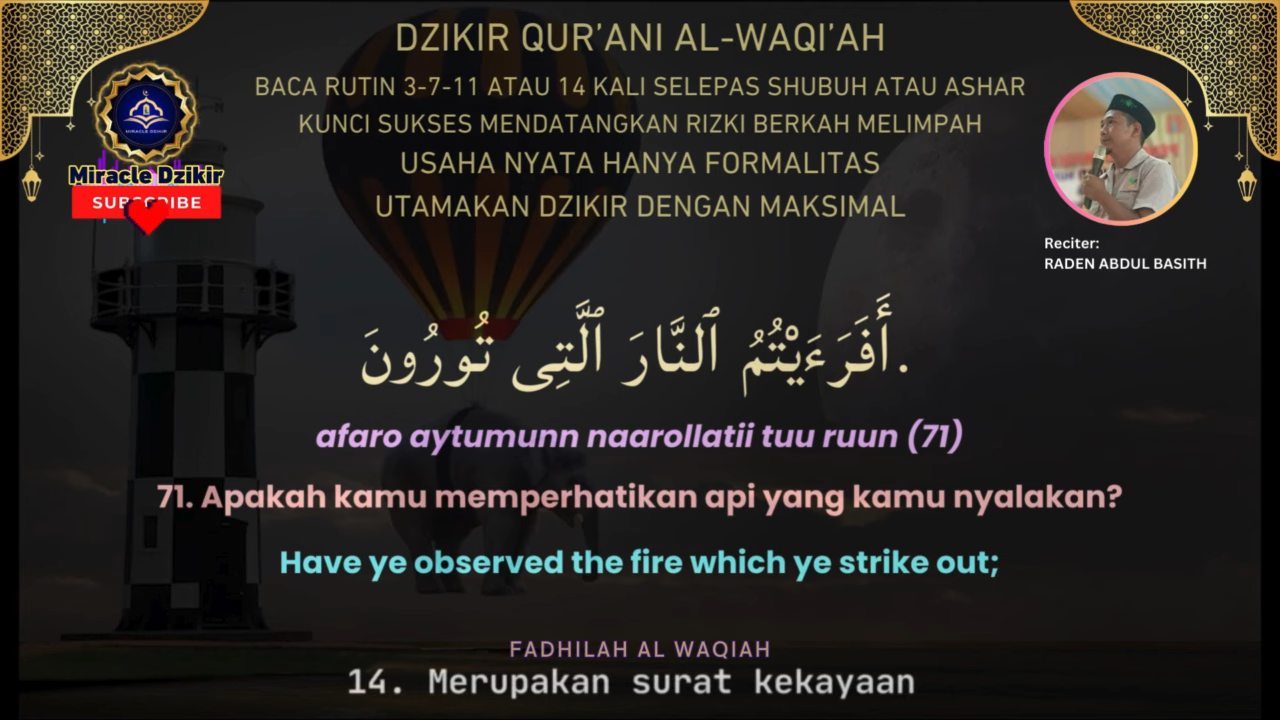 DZIKIR QUR'ANI AL-WAQI'AH
BACA RUTIN 3-7-11 ATAU 14 KALI SELEPAS SHUBUH ATAU ASHAR
KUNCI SUKSES MENDATANGKAN RIZKI BERKAH MELIMPAH
USAHA NYATA HANYA FORMALITAS
UTAMAKAN DZIKIR DENGAN MAKSIMAL
MIRACLE DZIKIR
Miracle Dzikir
Reciter:
RADEN ABDUL BASITH
أَفَرَءَيْتُمُ ٱلنَّارَ ٱلَّتِى تُورُونَ.
afaro aytumunn naarollatii tuu ruun (71)
71. Apakah kamu memperhatikan api yang kamu nyalakan?
Have ye observed the fire which ye strike out;
FADHILAH AL WAQIAH
14. Merupakan surat kekayaan